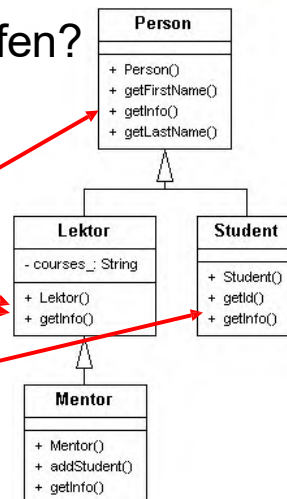 fen?
Person
+ Person()
+ getFirstName()
+ getInfo()
+ getLastName()
Lektor
- courses_: String
+ Lektor()
+ getInfo()
Student
+ Student()
+ getId()
+ getInfo()
Mentor
+ Mentor()
+ addStudent()
+ getInfo()